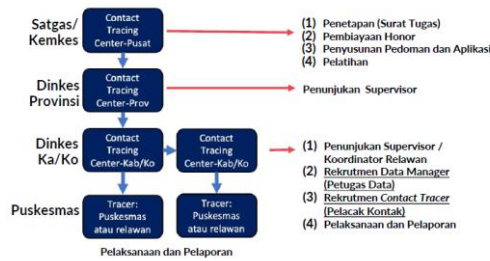 Satgas/
Kemkes
Contact
Tracing
Center-Pusat
(1) Penetapan (Surat Tugas)
(2) Pembiayaan Honor
(3) Penyusunan Pedoman dan Aplikasi
(4) Pelatihan
Dinkes
Provinsi
Contact
Tracing
Center-Prov
Penunjukan Supervisor
Dinkes
Ka/Ko
Contact
Tracing
Center-Kab/Ko
Contact
Tracing
Center-Kab/Ko
(1) Penunjukan Supervisor /
Koordinator Relawan
(2) Rekrutmen Data Manager
(Petugas Data)
(3) Rekrutmen Contact Tracer
(Pelacak Kontak)
(4) Pelaksanaan dan Pelaporan
Puskesmas
Tracer:
Puskesmas
atau relawan
Tracer:
Puskesmas
atau relawan
Pelaksanaan dan Pelaporan